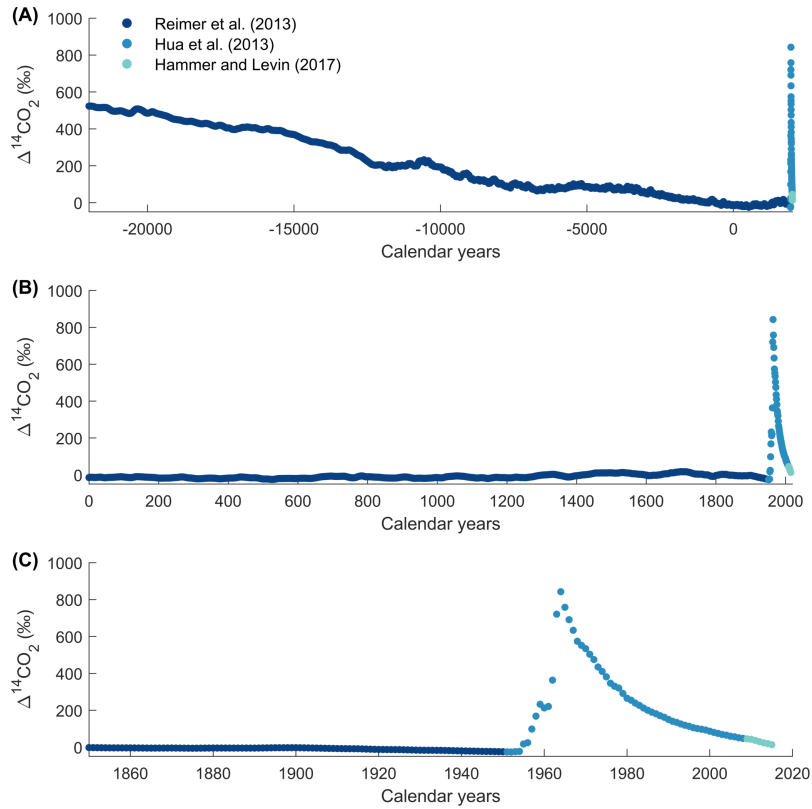 (A)
1000
800
600
400
200
0
Δ¹⁴CO₂ (‰)
Reimer et al. (2013)
Hua et al. (2013)
Hammer and Levin (2017)
-20000 -15000 -10000 -5000 0
Calendar years
(B)
1000
800
600
400
200
0
Δ¹⁴CO₂ (‰)
0 200 400 600 800 1000 1200 1400 1600 1800 2000
Calendar years
(C)
1000
800
600
400
200
0
Δ¹⁴CO₂ (‰)
1860 1880 1900 1920 1940 1960 1980 2000 2020
Calendar years